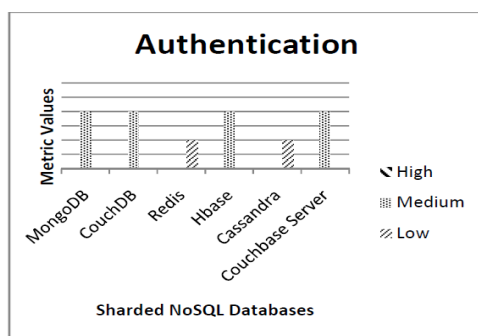 Authentication
Metric Values
MongoDB
CouchDB
Redis
Hbase
Cassandra
Couchbase Server
High
Medium
Low
Sharded NoSQL Databases